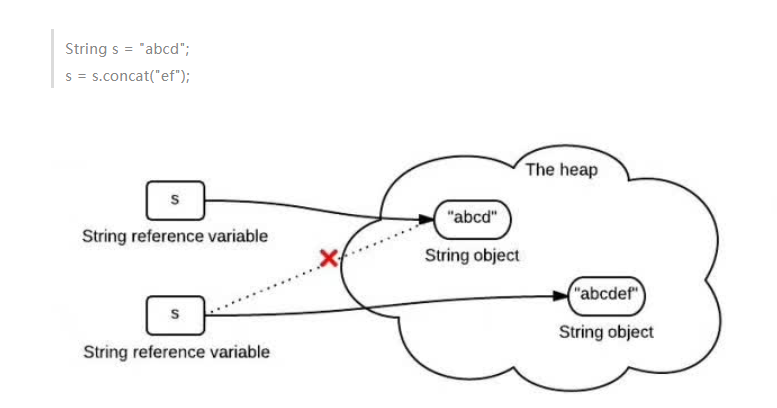 String s = "abcd";
s = s.concat("ef");
The heap
s
"abcd"
String reference variable
String object
"abcdef"
s
String object
String reference variable